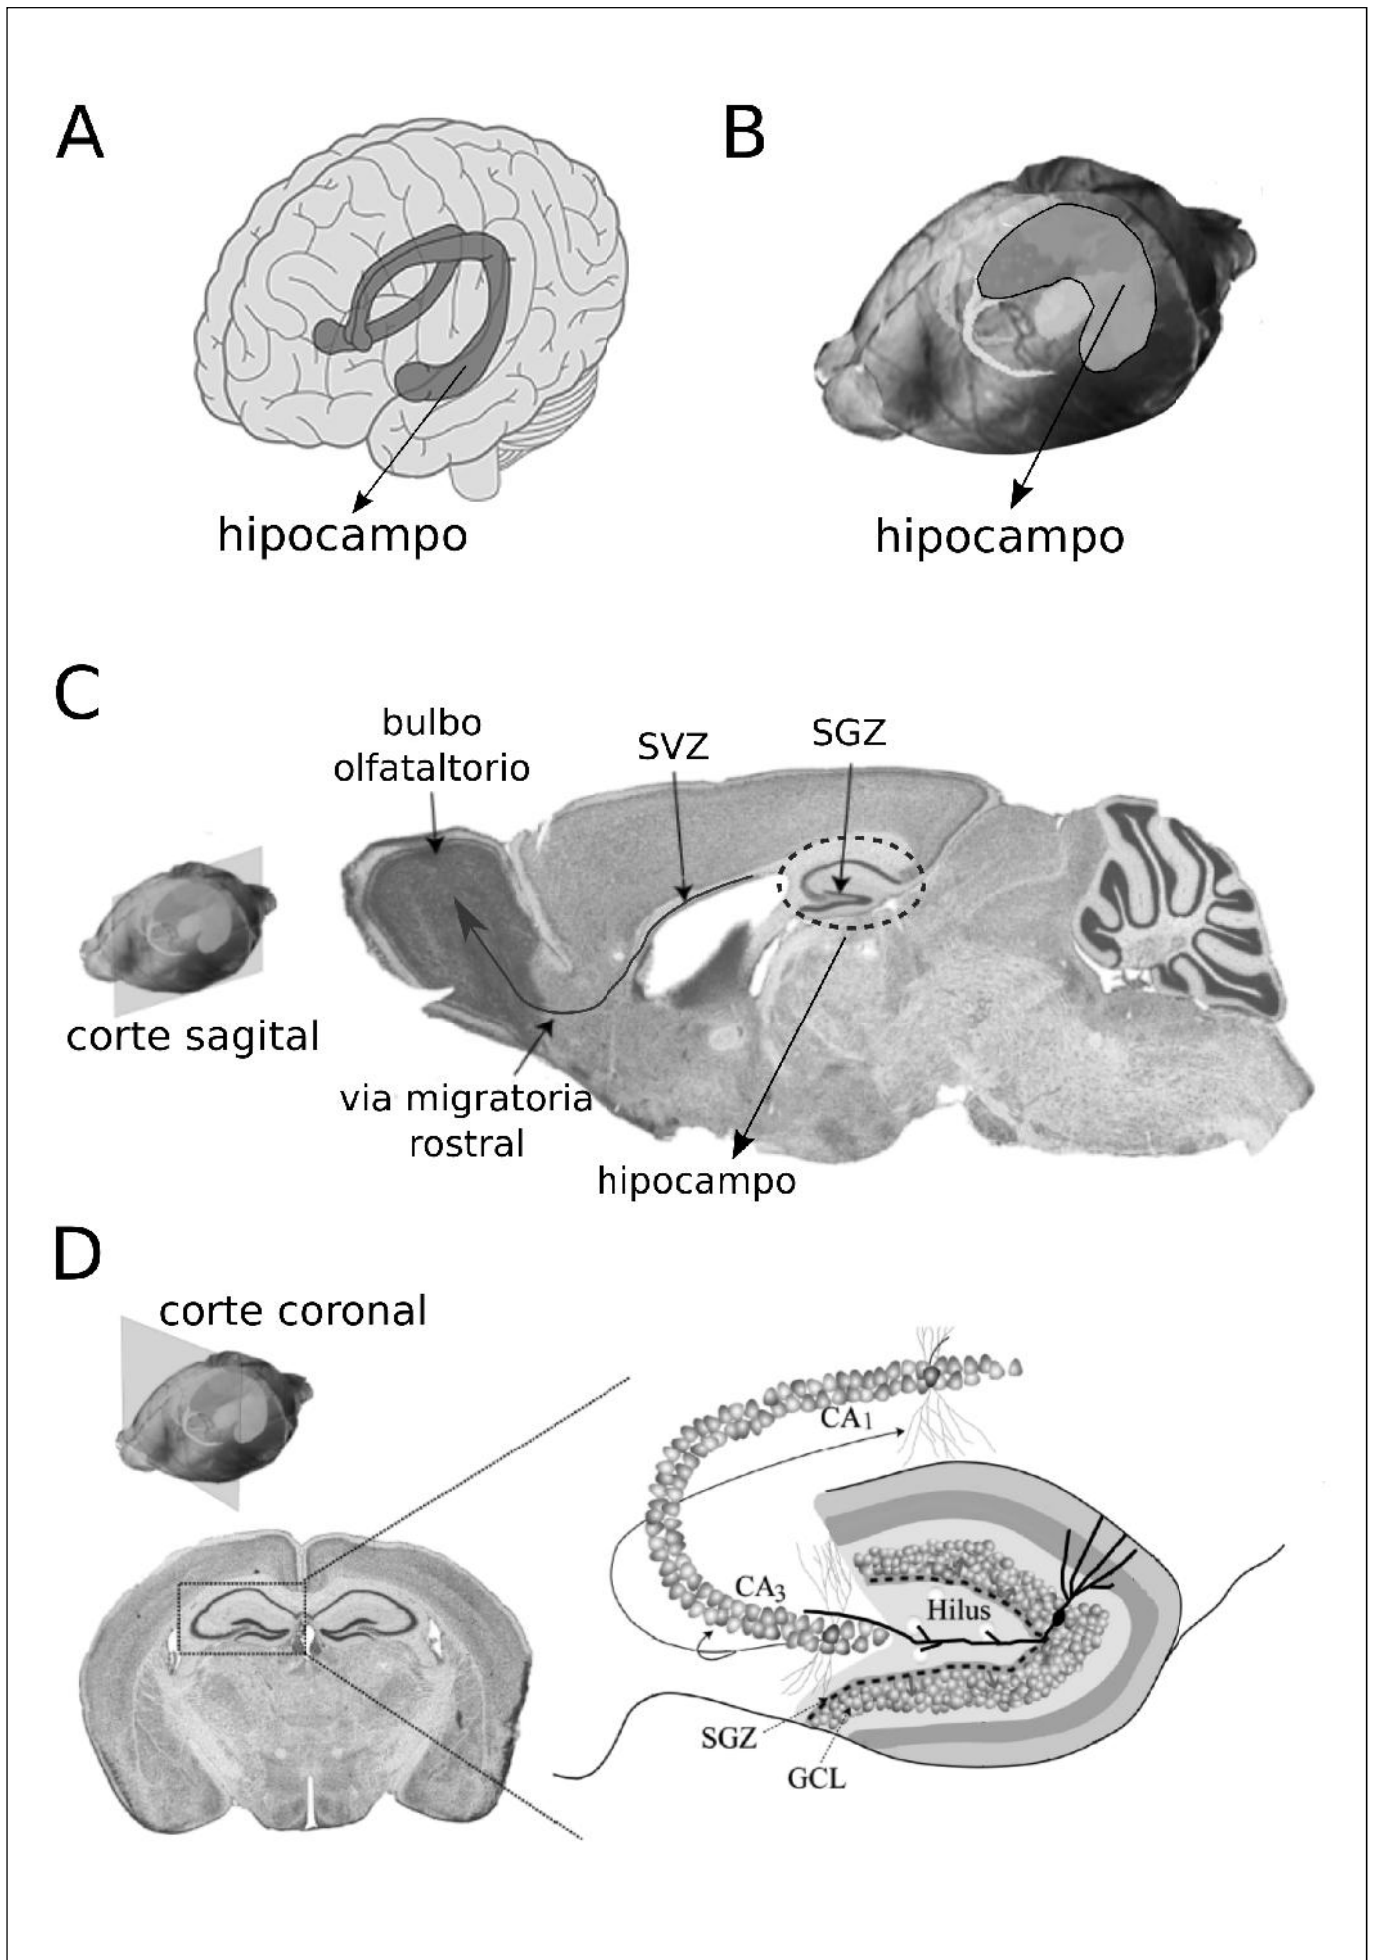 A
B
hipocampo
hipocampo
C
bulbo
olfataltorio
SVZ
SGZ
corte sagital
via migratoria
rostral
hipocampo
D
corte coronal
CA1
CA3
Hilus
SGZ
GCL